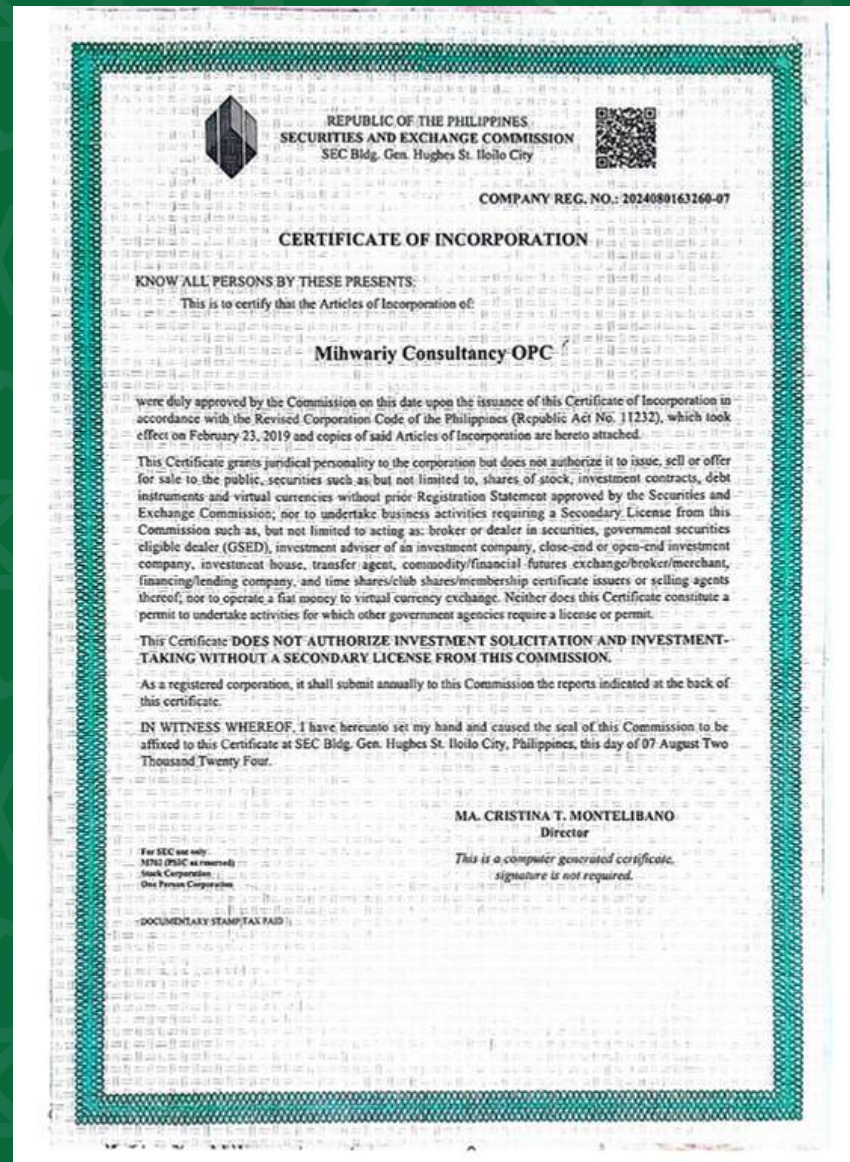 REPUBLIC OF THE PHILIPPINES
SECURITIES AND EXCHANGE COMMISSION
SEC Bldg. Gen. Hughes St. Iloilo City
COMPANY REG. NO.: 2024080163260-07
CERTIFICATE OF INCORPORATION
KNOW ALL PERSONS BY THESE PRESENTS:
This is to certify that the Articles of Incorporation of:
Mihwariy Consultancy OPC
were duly approved by the Commission on this date upon the issuance of this Certificate of Incorporation in
accordance with the Revised Corporation Code of the Philippines (Republic Act No. 11232), which took
effect on February 23, 2019 and copies of said Articles of Incorporation are hereto attached.
This Certificate grants juridical personality to the corporation but does not authorize it to issue, sell or offer
for sale to the public, securities such as but not limited to, shares of stock, investment contracts, debt
instruments and virtual currencies without prior Registration Statement approved by the Securities and
Exchange Commission; nor to undertake business activities requiring a Secondary License from this
Commission such as, but not limited to acting as: broker or dealer in securities, government securities
eligible dealer (GSED), investment adviser of an investment company, close-end or open-end investment
company, investment house, transfer agent, commodity/financial futures exchange/broker/merchant,
financing/lending company, and time shares/club shares/membership certificate issuers or selling agents
thereof; nor to operate a fiat money to virtual currency exchange. Neither does this Certificate constitute a
permit to undertake activities for which other government agencies require a license or permit.
This Certificate DOES NOT AUTHORIZE INVESTMENT SOLICITATION AND INVESTMENT-
TAKING WITHOUT A SECONDARY LICENSE FROM THIS COMMISSION.
As a registered corporation, it shall submit annually to this Commission the reports indicated at the back of
this certificate.
IN WITNESS WHEREOF, I have hereunto set my hand and caused the seal of this Commission to be
affixed to this Certificate at SEC Bldg. Gen. Hughes St. Iloilo City, Philippines, this day of 07 August Two
Thousand Twenty Four.
MA. CRISTINA T. MONTELIBANO
Director
This is a computer generated certificate,
signature is not required.
For SEC use only
(PSIC as reserved)
Stock Corporation
One Person Corporation
DOCUMENTARY STAMP TAX PAID